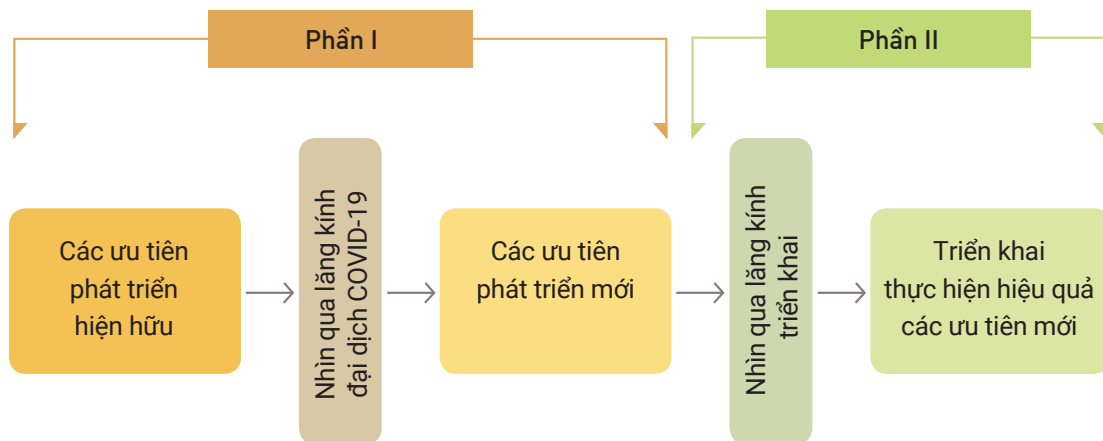 Phần I
Phần II
Các ưu tiên
phát triển
hiện hữu
Nhìn qua lăng kính
đại dịch COVID-19
Các ưu tiên
phát triển mới
Nhìn qua lăng kính
triển khai
Triển khai
thực hiện hiệu quả
các ưu tiên mới